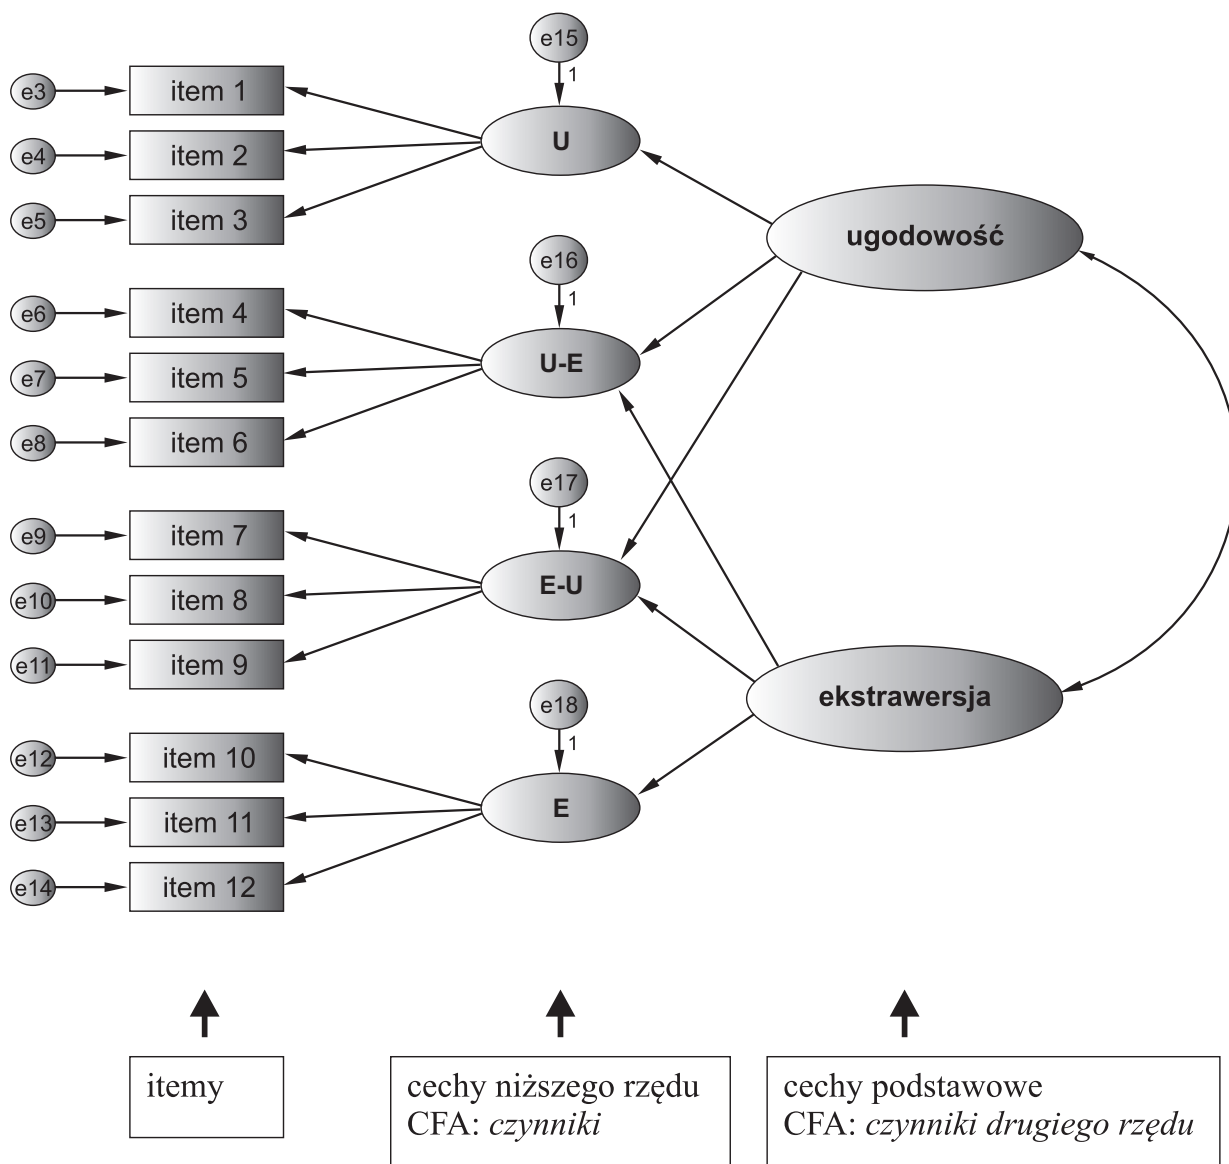 e15
1
e3
item 1
e4
item 2
U
e5
item 3
ugodowość
e16
1
e6
item 4
e7
item 5
U-E
e8
item 6
e17
1
e9
item 7
e10
item 8
E-U
e11
item 9
ekstrawersja
e18
1
e12
item 10
e13
item 11
E
e14
item 12
itemy
cechy niższego rzędu
CFA: czynniki
cechy podstawowe
CFA: czynniki drugiego rzędu